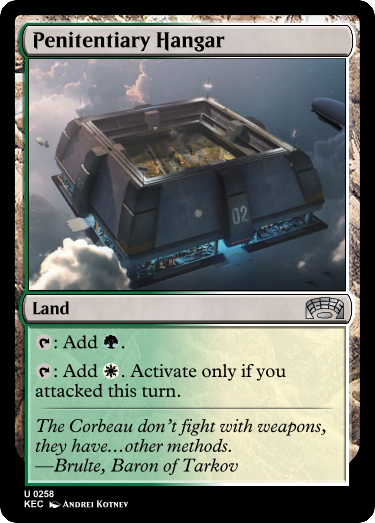 Penitentiary Hangar
02
Land
: Add .
: Add . Activate only if you
attacked this turn.
The Corbeau don't fight with weapons,
they have...other methods.
—Brulte, Baron of Tarkov
U 0258
KEC Andrei Kotnev